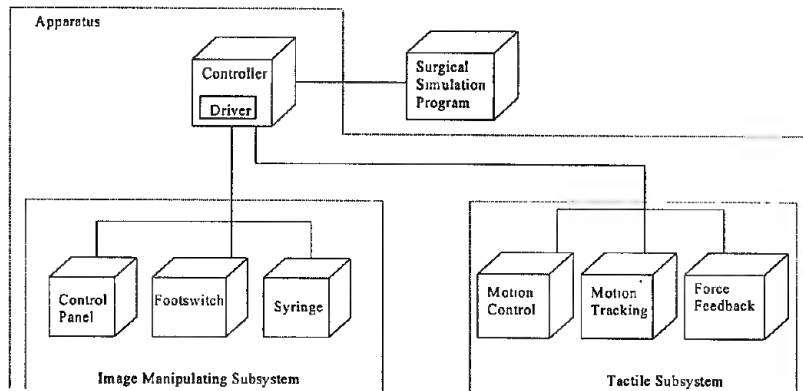 Apparatus
Controller
Driver
Surgical
Simulation
Program
Control
Panel
Footswitch
Syringe
Motion
Control
Motion
Tracking
Force
Feedback
Image Manipulating Subsystem
Tactile Subsystem